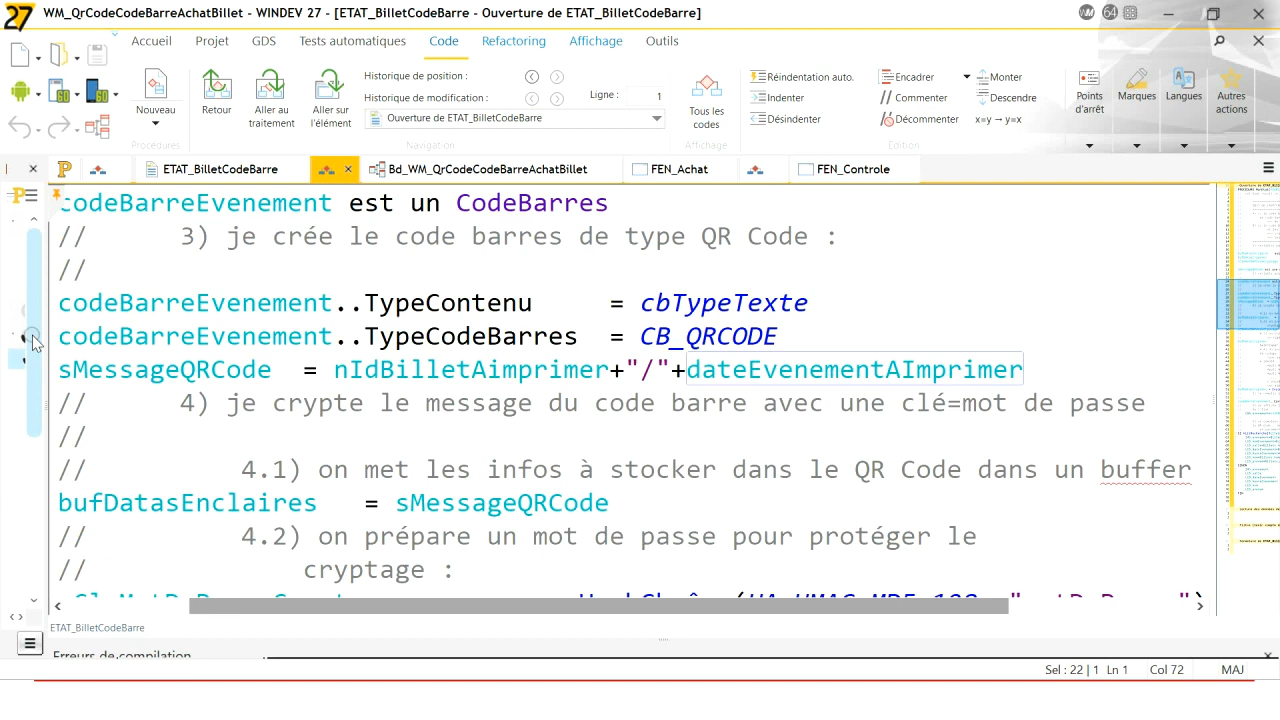 27
WM_QrCodeCodeBarreAchatBillet - WINDEV 27 - [ETAT_BilletCodeBarre - Ouverture de ETAT_BilletCodeBarre]
WM 64
Accueil Projet GDS Tests automatiques Code Refactoring Affichage Outils
Nouveau
Procédures
Retour
Aller au traitement
Aller sur l'élément
Historique de position :
Historique de modification :
Ligne : 1
Ouverture de ETAT_BilletCodeBarre
Navigation
Tous les codes
Affichage
Réindentation auto.
Indenter
Désindenter
Encadrer
// Commenter
Décommenter
Monter
Descendre
x=y → y=x
Edition
Points d'arrêt
Marques
Langues
Autres actions
ETAT_BilletCodeBarre
Bd_WM_QrCodeCodeBarreAchatBillet
FEN_Achat
FEN_Controle
codeBarreEvenement est un CodeBarres
// 3) je crée le code barres de type QR Code :
//
codeBarreEvenement..TypeContenu = cbTypeTexte
codeBarreEvenement..TypeCodeBarres = CB_QRCODE
sMessageQRCode = nIdBilletAimprimer+"/"+dateEvenementAImprimer
// 4) je crypte le message du code barre avec une clé=mot de passe
//
// 4.1) on met les infos à stocker dans le QR Code dans un buffer
bufDatasEnclaires = sMessageQRCode
// 4.2) on prépare un mot de passe pour protéger le
// cryptage :
ETAT_BilletCodeBarre
Erreurs de compilation
Sel : 22 | 1 Ln 1 Col 72 MAJ